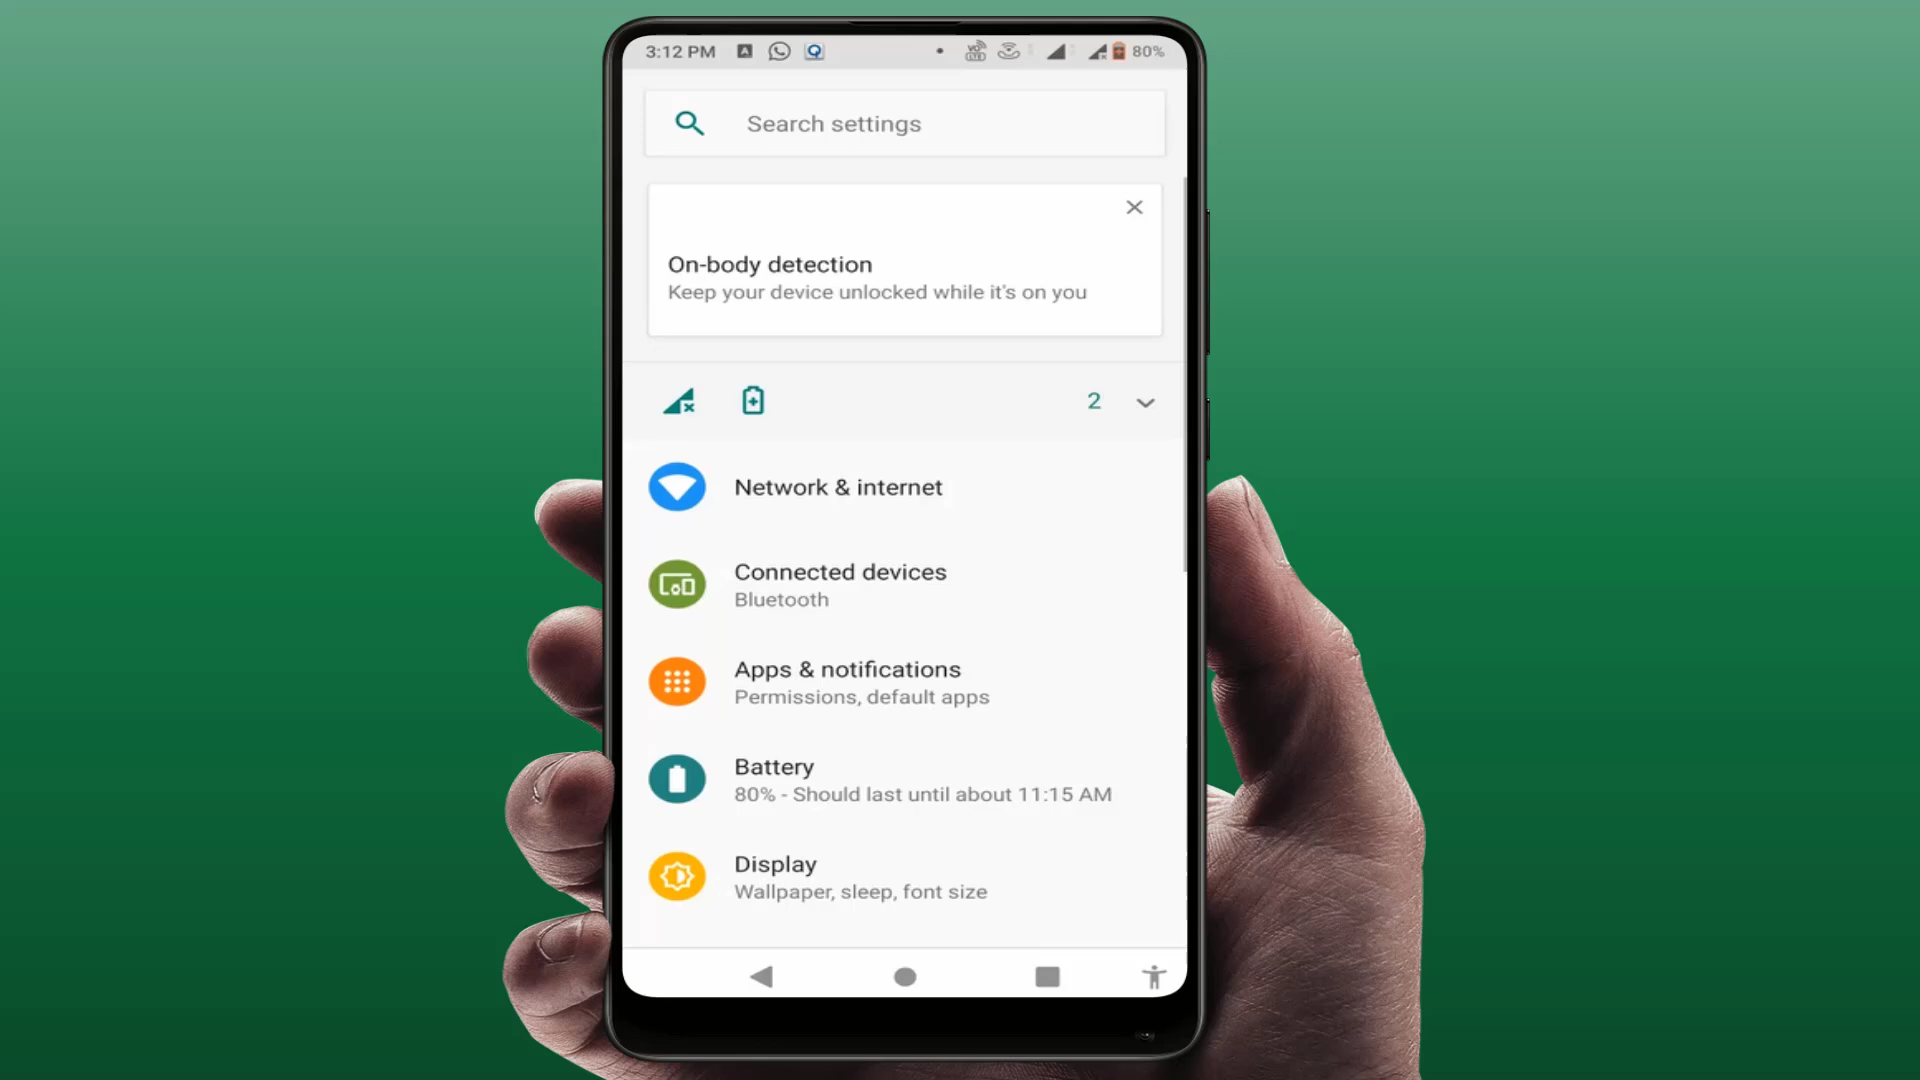 3:12 PM
80%
Search settings
On-body detection
Keep your device unlocked while it's on you
2
Network & internet
Connected devices
Bluetooth
Apps & notifications
Permissions, default apps
Battery
80% - Should last until about 11:15 AM
Display
Wallpaper, sleep, font size